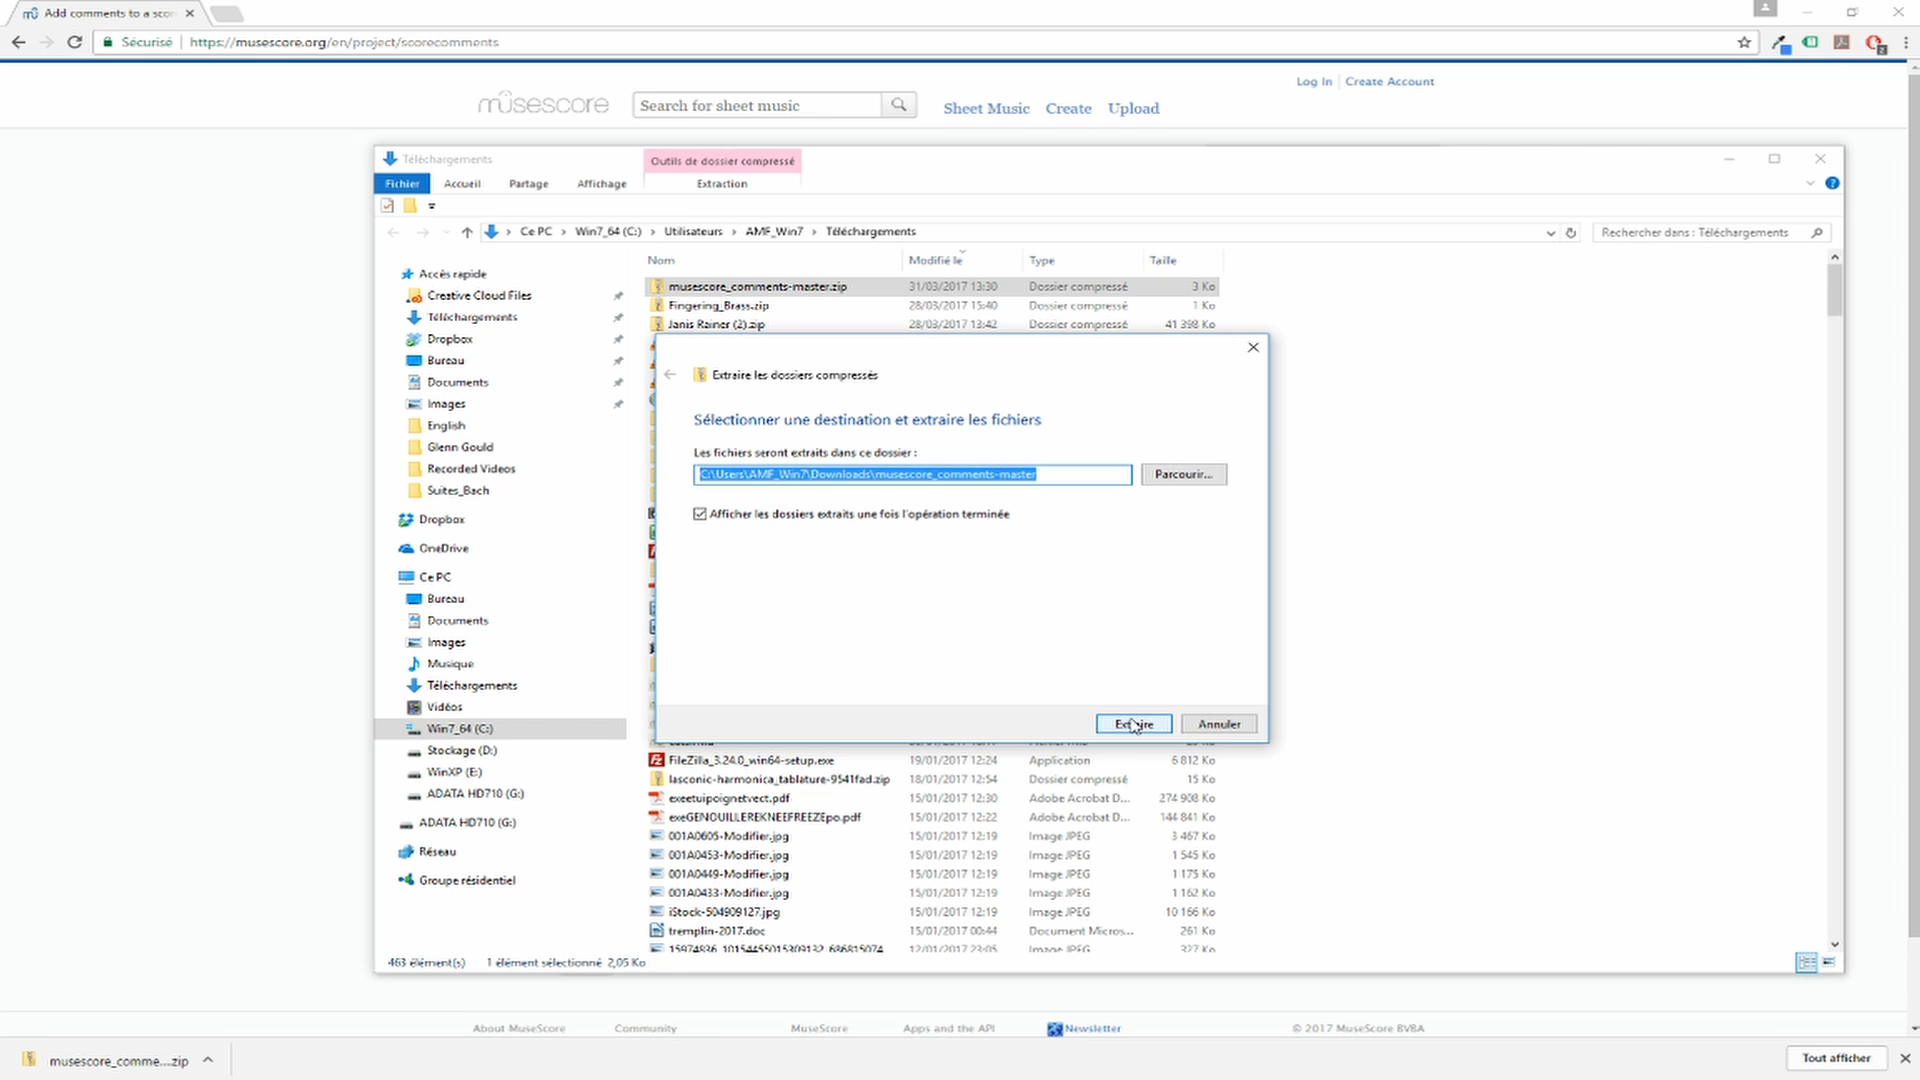 Add comments to a scor
Sécurisé https://musescore.org/en/project/scorecomments
Log In Create Account
musescore Search for sheet music Sheet Music Create Upload
Téléchargements Outils de dossier compressé
Fichier Accueil Partage Affichage Extraction
Ce PC Win7_64 (C:) Utilisateurs AMF_Win7 Téléchargements Rechercher dans : Téléchargements
Nom Modifié le Type Taille
musescore_comments-master.zip 31/03/2017 13:30 Dossier compressé 3 Ko
Fingering_Brass.zip 28/03/2017 15:40 Dossier compressé 1 Ko
Janis Rainer (2).zip 28/03/2017 13:42 Dossier compressé 41 398 Ko
Accès rapide
Creative Cloud Files
Téléchargements
Dropbox
Bureau
Documents
Images
English
Glenn Gould
Recorded Videos
Suites_Bach
Dropbox
OneDrive
Ce PC
Bureau
Documents
Images
Musique
Téléchargements
Vidéos
Win7_64 (C:)
Stockage (D:)
WinXP (E:)
ADATA HD710 (G:)
ADATA HD710 (G:)
Réseau
Groupe résidentiel
Extraire les dossiers compressés
Sélectionner une destination et extraire les fichiers
Les fichiers seront extraits dans ce dossier :
C:\Users\AMF_Win7\Downloads\musescore_comments-master Parcourir...
Afficher les dossiers extraits une fois l'opération terminée
Extraire Annuler
FileZilla_3.24.0_win64-setup.exe 19/01/2017 12:24 Application 6 812 Ko
lasconic-harmonica_tablature-9541fad.zip 18/01/2017 12:54 Dossier compressé 15 Ko
exeetuipoignetvect.pdf 15/01/2017 12:30 Adobe Acrobat D... 274 908 Ko
exeGENOUILLEREKNEEFREEZEpo.pdf 15/01/2017 12:22 Adobe Acrobat D... 144 841 Ko
001A0605-Modifier.jpg 15/01/2017 12:19 Image JPEG 3 467 Ko
001A0453-Modifier.jpg 15/01/2017 12:19 Image JPEG 1 545 Ko
001A0449-Modifier.jpg 15/01/2017 12:19 Image JPEG 1 175 Ko
001A0433-Modifier.jpg 15/01/2017 12:19 Image JPEG 1 162 Ko
iStock-504909127.jpg 15/01/2017 12:19 Image JPEG 10 166 Ko
tremplin-2017.doc 15/01/2017 00:44 Document Micros... 261 Ko
15974836_10154455015309132_686815074 12/01/2017 23:05 Image JPEG 327 Ko
463 élément(s) 1 élément sélectionné 2,05 Ko
About MuseScore Community MuseScore Apps and the API Newsletter © 2017 MuseScore BVBA
musescore_comme....zip Tout afficher